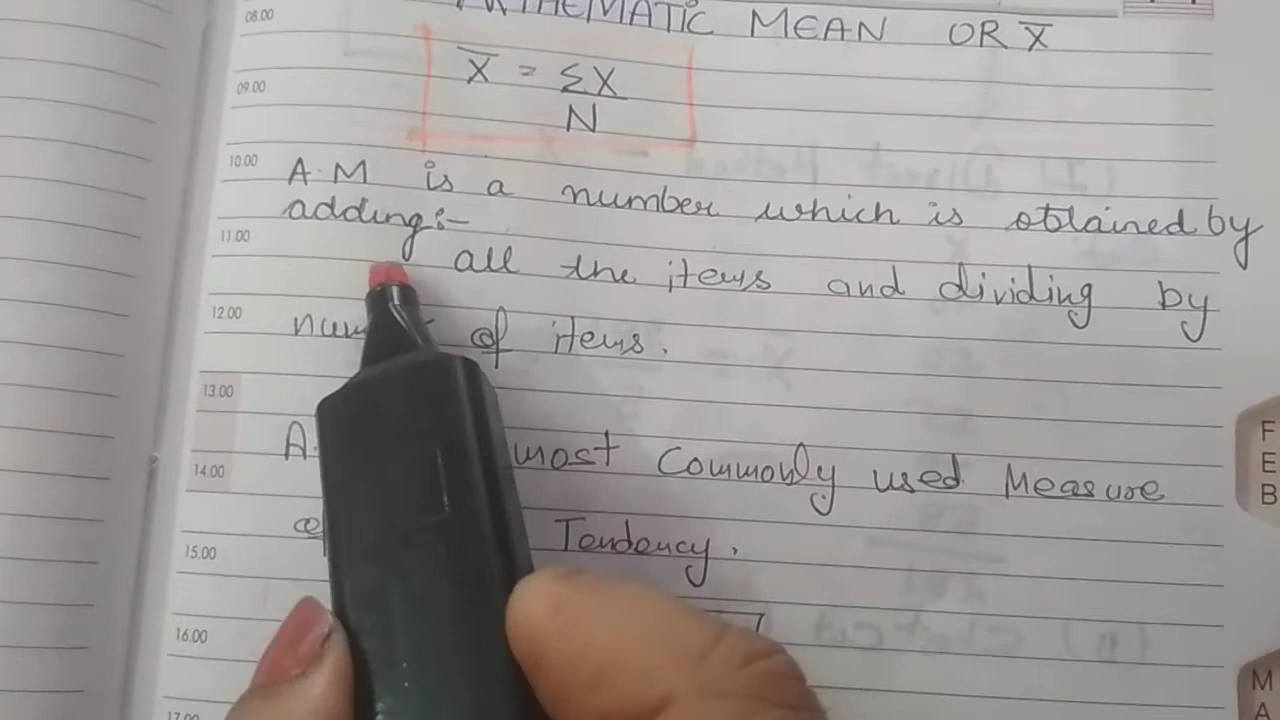 08.00
MEAN OR X̅
X̅ = ΣX
09.00
N
10.00
A.M is a number which is obtained by
adding:-
11.00
all the items and dividing by
12.00
of items.
13.00
most commonly used Measure
14.00
Tendency.
15.00
16.00
17.00
F
E
B
M
A